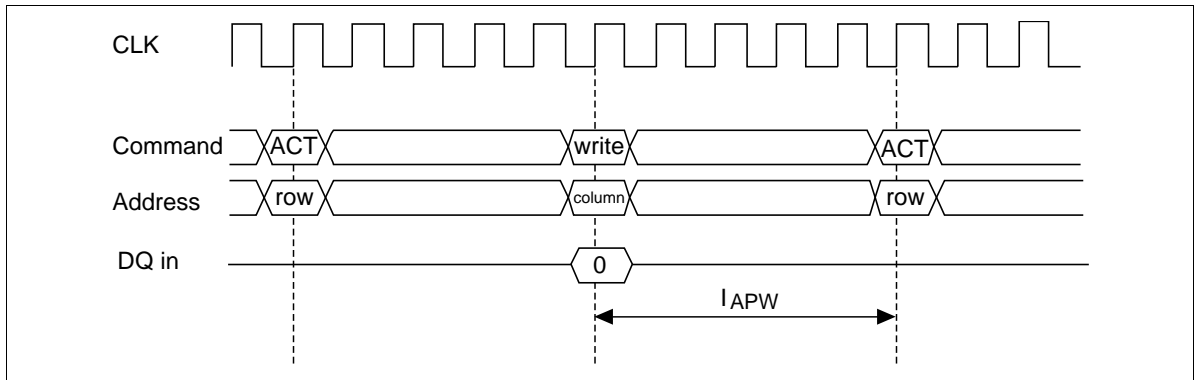 CLK
Command ACT write ACT
Address row column row
DQ in 0
I APW